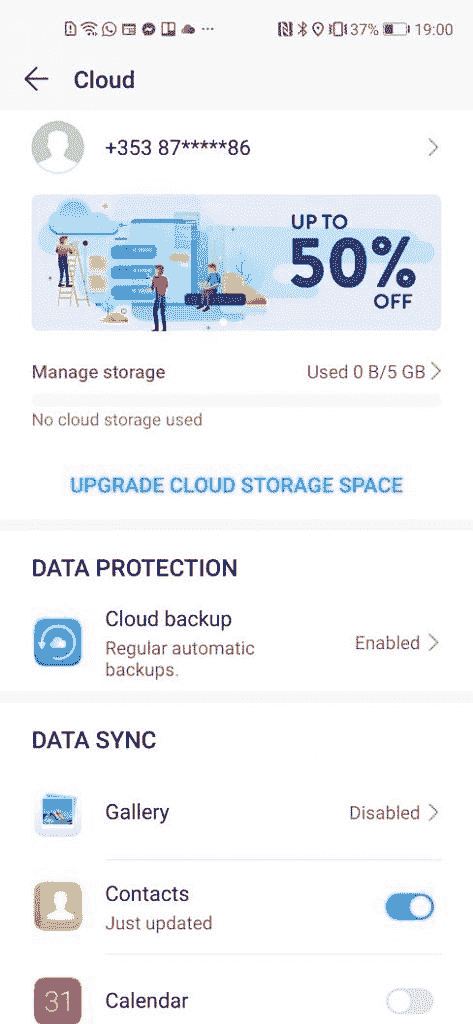 37% 19:00
Cloud
+353 87*****86
UP TO
50%
OFF
Manage storage Used 0 B/5 GB
No cloud storage used
UPGRADE CLOUD STORAGE SPACE
DATA PROTECTION
Cloud backup
Regular automatic Enabled
backups.
DATA SYNC
Gallery Disabled
Contacts
Just updated
31 Calendar